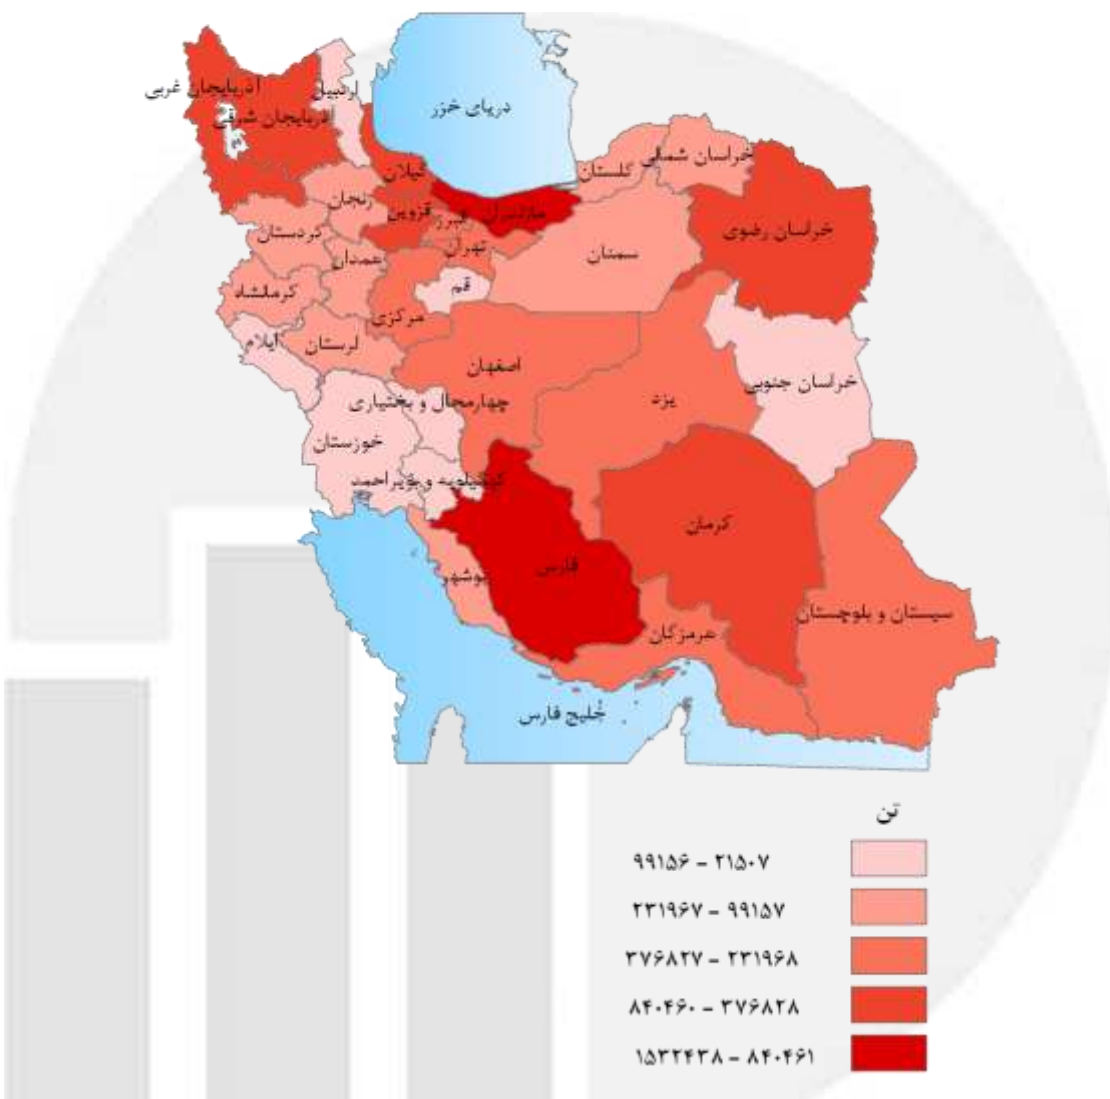 دریای خزر
آذربایجان غربی
آذربایجان شرقی
اردبیل
گیلان
زنجان
قزوین
البرز
مازندران
گلستان
خراسان شمالی
خراسان رضوی
کردستان
همدان
تهران
سمنان
کرمانشاه
قم
مرکزی
ایلام
لرستان
اصفهان
یزد
خراسان جنوبی
چهارمحال و بختیاری
خوزستان
کهگیلویه و بویراحمد
کرمان
فارس
بوشهر
هرمزگان
سیستان و بلوچستان
خلیج فارس
تن
۲۱۵۰۷ - ۹۹۱۵۶
۹۹۱۵۷ - ۲۳۱۹۶۷
۲۳۱۹۶۸ - ۳۷۶۸۲۷
۳۷۶۸۲۸ - ۸۴۰۴۶۰
۸۴۰۴۶۱ - ۱۵۳۲۴۳۸